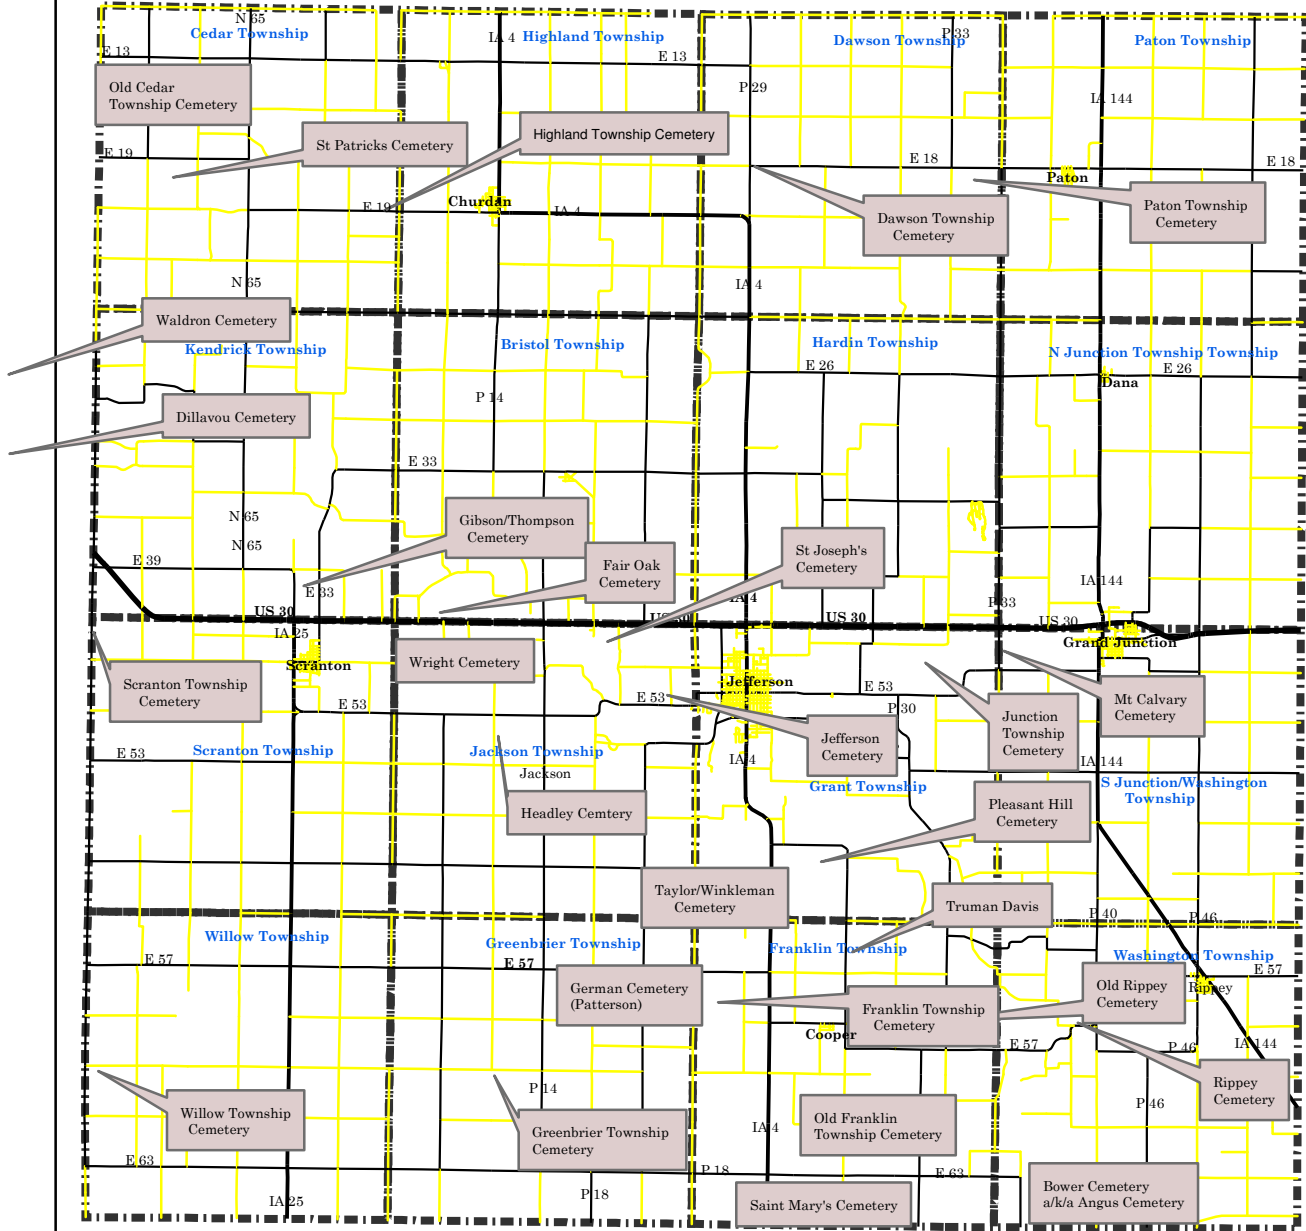 N 65
Cedar Township
IA 4
Highland Township
Dawson Township
P 33
Paton Township
E 13
E 13
P 29
IA 144
Old Cedar
Township Cemetery
St Patricks Cemetery
Highland Township Cemetery
E 19
E 18
E 18
Paton
Churdan
E 19
IA 4
Dawson Township
Cemetery
Paton Township
Cemetery
N 65
IA 4
Waldron Cemetery
Kendrick Township
Bristol Township
Hardin Township
N Junction Township Township
E 26
E 26
Dana
P 14
Dillavou Cemetery
E 33
N 65
N 65
Gibson/Thompson
Cemetery
Fair Oak
Cemetery
St Joseph's
Cemetery
E 39
E 33
IA 144
IA 4
P 33
US 30
US 30
US 30
US 30
IA 25
Grand Junction
Scranton
Wright Cemetery
Jefferson
Scranton Township
Cemetery
E 53
E 53
E 53
P 30
Junction
Township
Cemetery
Mt Calvary
Cemetery
Jefferson
Cemetery
Scranton Township
E 53
Jackson Township
Jackson
IA 4
IA 144
Grant Township
S Junction/Washington
Township
Headley Cemtery
Pleasant Hill
Cemetery
Taylor/Winkleman
Cemetery
Truman Davis
P 40
P 46
Willow Township
Greenbrier Township
Franklin Township
Washington Township
E 57
E 57
E 57
German Cemetery
(Patterson)
Franklin Township
Cemetery
Old Rippey
Cemetery
Rippey
Cooper
E 57
P 46
IA 144
Rippey
Cemetery
P 14
P 46
Willow Township
Cemetery
Greenbrier Township
Cemetery
IA 4
Old Franklin
Township Cemetery
E 63
P 18
E 63
IA 25
P 18
Saint Mary's Cemetery
Bower Cemetery
a/k/a Angus Cemetery